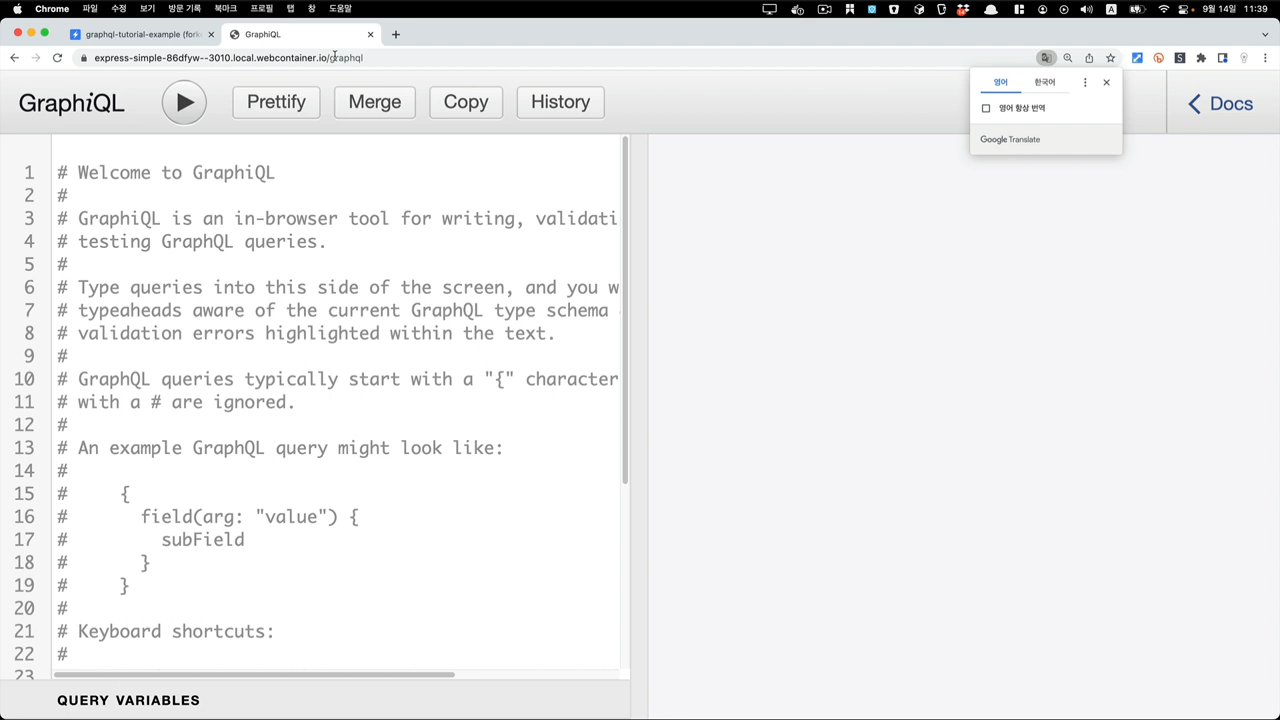 Chrome 파일 수정 보기 방문 기록 북마크 프로필 탭 창 도움말 9월 14일 11:39
graphql-tutorial-example (fork GraphiQL
express-simple-86dfyw--3010.local.webcontainer.io/graphql
영어 한국어
영어 항상 번역
Google Translate
GraphiQL Prettify Merge Copy History Docs
1 # Welcome to GraphiQL
2 #
3 # GraphiQL is an in-browser tool for writing, validati
4 # testing GraphQL queries.
5 #
6 # Type queries into this side of the screen, and you w
7 # typeaheads aware of the current GraphQL type schema
8 # validation errors highlighted within the text.
9 #
10 # GraphQL queries typically start with a "{" character
11 # with a # are ignored.
12 #
13 # An example GraphQL query might look like:
14 #
15 # {
16 # field(arg: "value") {
17 # subField
18 # }
19 # }
20 #
21 # Keyboard shortcuts:
22 #
23
QUERY VARIABLES